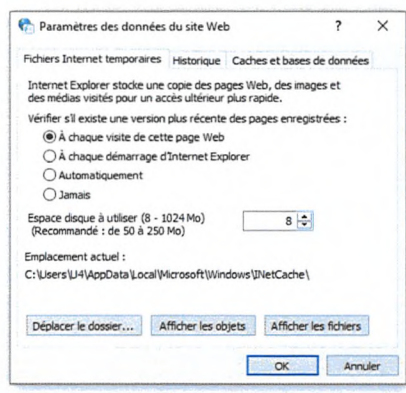 Paramètres des données du site Web ? ×
Fichiers Internet temporaires Historique Caches et bases de données
Internet Explorer stocke une copie des pages Web, des images et
des médias visités pour un accès ultérieur plus rapide.
Vérifier s'il existe une version plus récente des pages enregistrées :
À chaque visite de cette page Web
À chaque démarrage d'Internet Explorer
Automatiquement
Jamais
Espace disque à utiliser (8 - 1024 Mo) 8
(Recommandé : de 50 à 250 Mo)
Emplacement actuel :
C:\Users\U4\AppData\Local\Microsoft\Windows\INetCache\
Déplacer le dossier... Afficher les objets Afficher les fichiers
OK Annuler